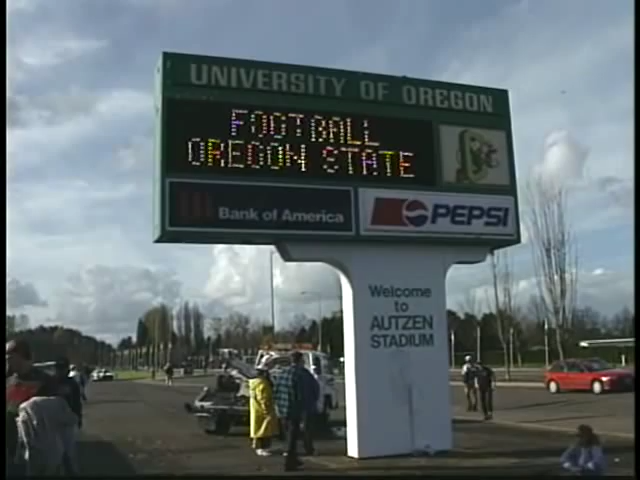 UNIVERSITY OF OREGON
FOOTBALL
OREGON STATE
Bank of America
PEPSI
Welcome
to
AUTZEN
STADIUM